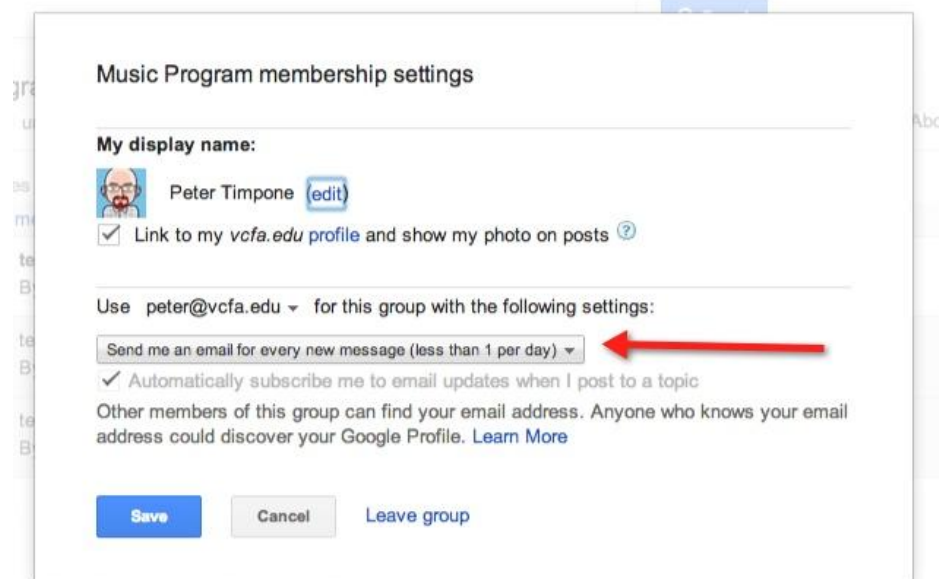 Music Program membership settings
My display name:
Peter Timpone (edit)
Link to my vcfa.edu profile and show my photo on posts ?
Use peter@vcfa.edu for this group with the following settings:
Send me an email for every new message (less than 1 per day)
Automatically subscribe me to email updates when I post to a topic
Other members of this group can find your email address. Anyone who knows your email
address could discover your Google Profile. Learn More
Save Cancel Leave group